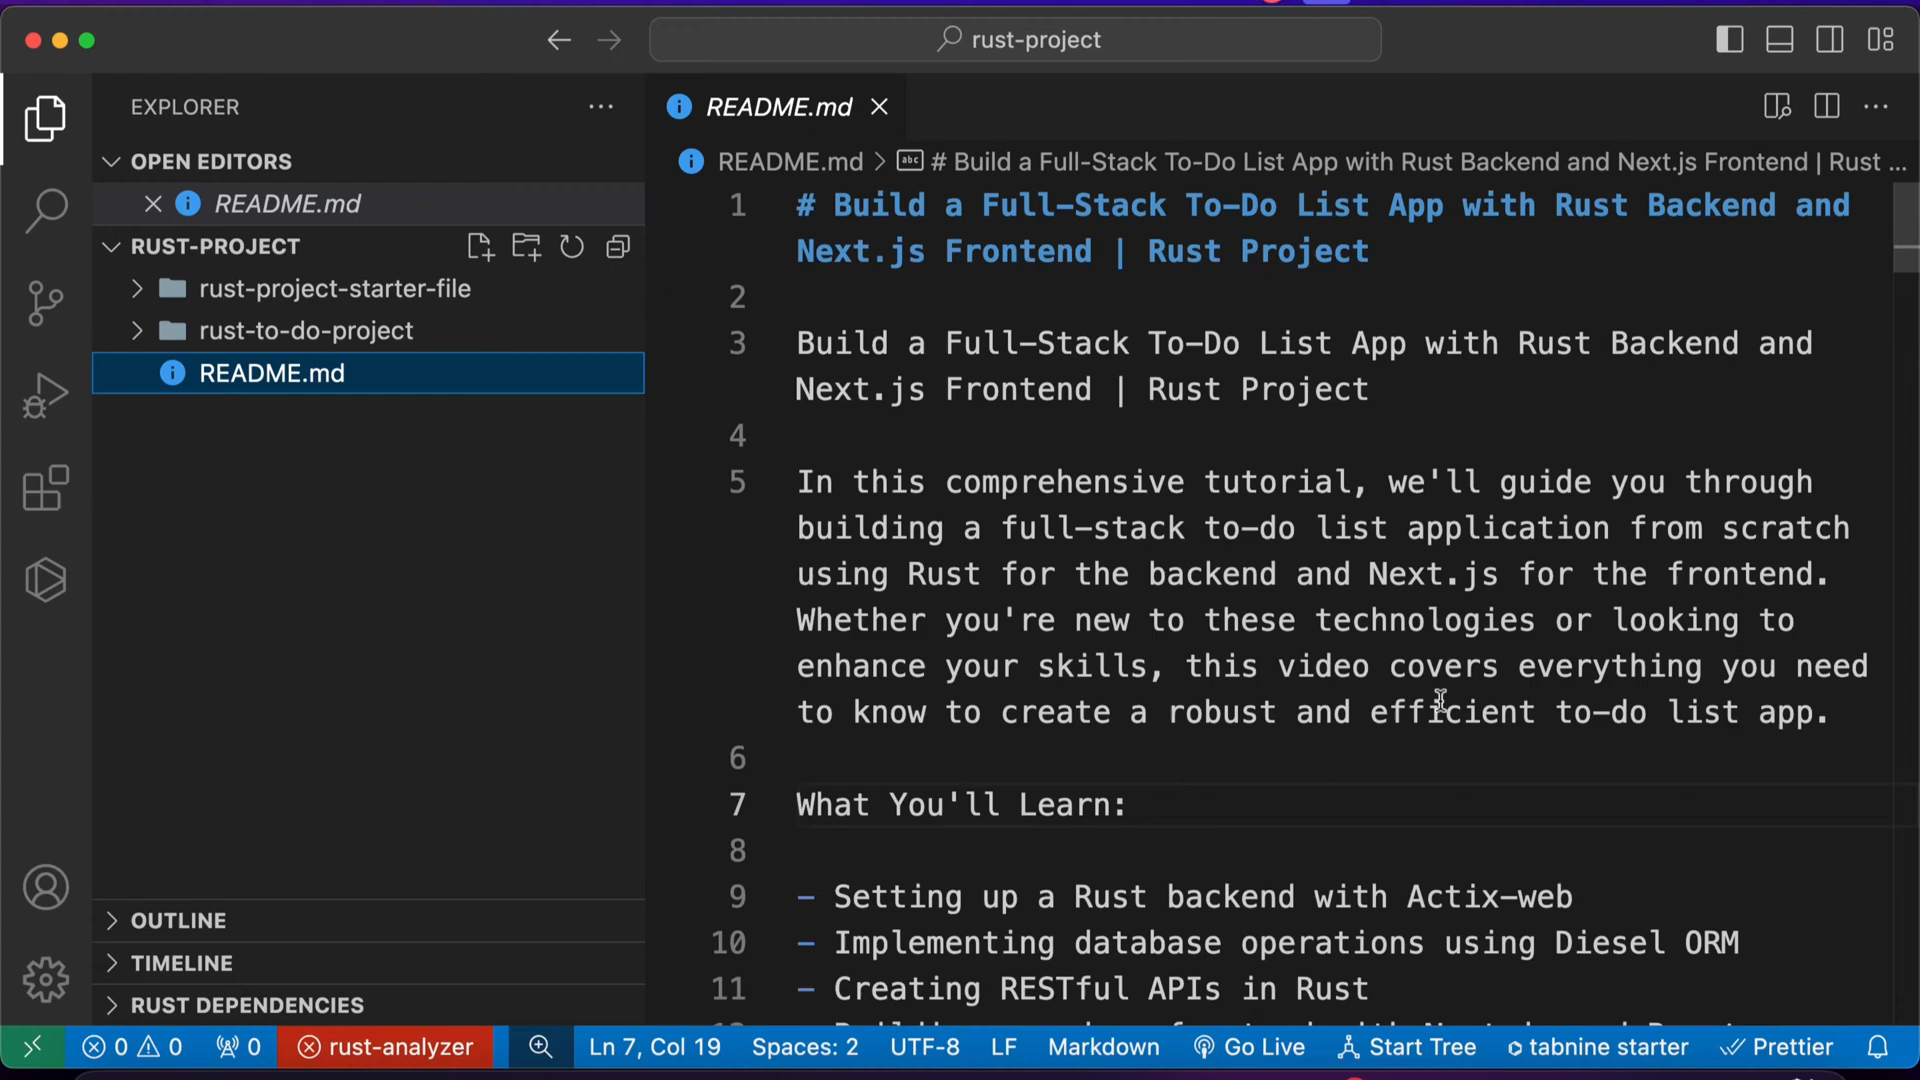 rust-project
EXPLORER
OPEN EDITORS
README.md
RUST-PROJECT
rust-project-starter-file
rust-to-do-project
README.md
OUTLINE
TIMELINE
RUST DEPENDENCIES
README.md
README.md > abc # Build a Full-Stack To-Do List App with Rust Backend and Next.js Frontend | Rust ...
1 # Build a Full-Stack To-Do List App with Rust Backend and
Next.js Frontend | Rust Project
2
3 Build a Full-Stack To-Do List App with Rust Backend and
Next.js Frontend | Rust Project
4
5 In this comprehensive tutorial, we'll guide you through
building a full-stack to-do list application from scratch
using Rust for the backend and Next.js for the frontend.
Whether you're new to these technologies or looking to
enhance your skills, this video covers everything you need
to know to create a robust and efficient to-do list app.
6
7 What You'll Learn:
8
9 - Setting up a Rust backend with Actix-web
10 - Implementing database operations using Diesel ORM
11 - Creating RESTful APIs in Rust
0 0 0 rust-analyzer Ln 7, Col 19 Spaces: 2 UTF-8 LF Markdown Go Live Start Tree tabnine starter Prettier